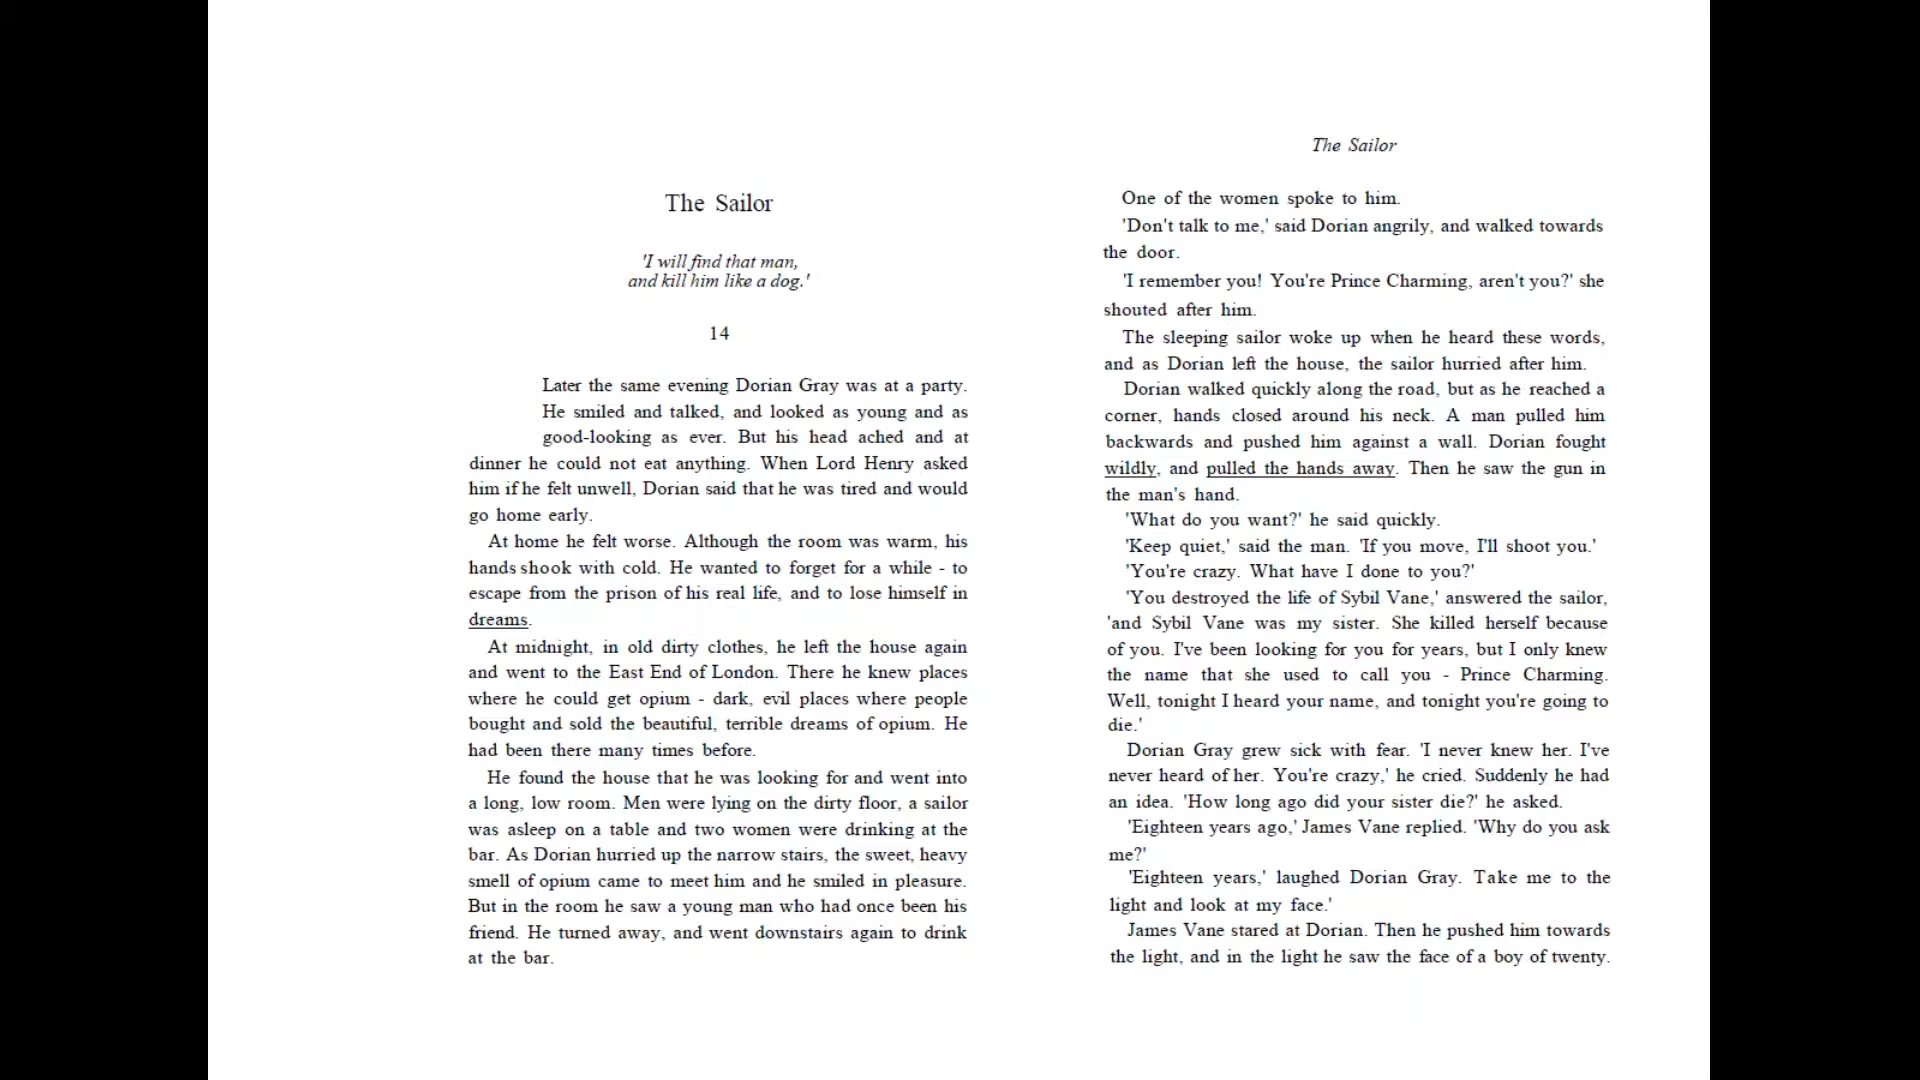 The Sailor
'I will find that man,
and kill him like a dog.'
14
Later the same evening Dorian Gray was at a party.
He smiled and talked, and looked as young and as
good-looking as ever. But his head ached and at
dinner he could not eat anything. When Lord Henry asked
him if he felt unwell, Dorian said that he was tired and would
go home early.
At home he felt worse. Although the room was warm, his
hands shook with cold. He wanted to forget for a while - to
escape from the prison of his real life, and to lose himself in
dreams.
At midnight, in old dirty clothes, he left the house again
and went to the East End of London. There he knew places
where he could get opium - dark, evil places where people
bought and sold the beautiful, terrible dreams of opium. He
had been there many times before.
He found the house that he was looking for and went into
a long, low room. Men were lying on the dirty floor, a sailor
was asleep on a table and two women were drinking at the
bar. As Dorian hurried up the narrow stairs, the sweet, heavy
smell of opium came to meet him and he smiled in pleasure.
But in the room he saw a young man who had once been his
friend. He turned away, and went downstairs again to drink
at the bar.
The Sailor
One of the women spoke to him.
'Don't talk to me,' said Dorian angrily, and walked towards
the door.
'I remember you! You're Prince Charming, aren't you?' she
shouted after him.
The sleeping sailor woke up when he heard these words,
and as Dorian left the house, the sailor hurried after him.
Dorian walked quickly along the road, but as he reached a
corner, hands closed around his neck. A man pulled him
backwards and pushed him against a wall. Dorian fought
wildly, and pulled the hands away. Then he saw the gun in
the man's hand.
'What do you want?' he said quickly.
'Keep quiet,' said the man. 'If you move, I'll shoot you.'
'You're crazy. What have I done to you?'
'You destroyed the life of Sybil Vane,' answered the sailor,
'and Sybil Vane was my sister. She killed herself because
of you. I've been looking for you for years, but I only knew
the name that she used to call you - Prince Charming.
Well, tonight I heard your name, and tonight you're going to
die.'
Dorian Gray grew sick with fear. 'I never knew her. I've
never heard of her. You're crazy,' he cried. Suddenly he had
an idea. 'How long ago did your sister die?' he asked.
'Eighteen years ago,' James Vane replied. 'Why do you ask
me?'
'Eighteen years,' laughed Dorian Gray. Take me to the
light and look at my face.'
James Vane stared at Dorian. Then he pushed him towards
the light, and in the light he saw the face of a boy of twenty.